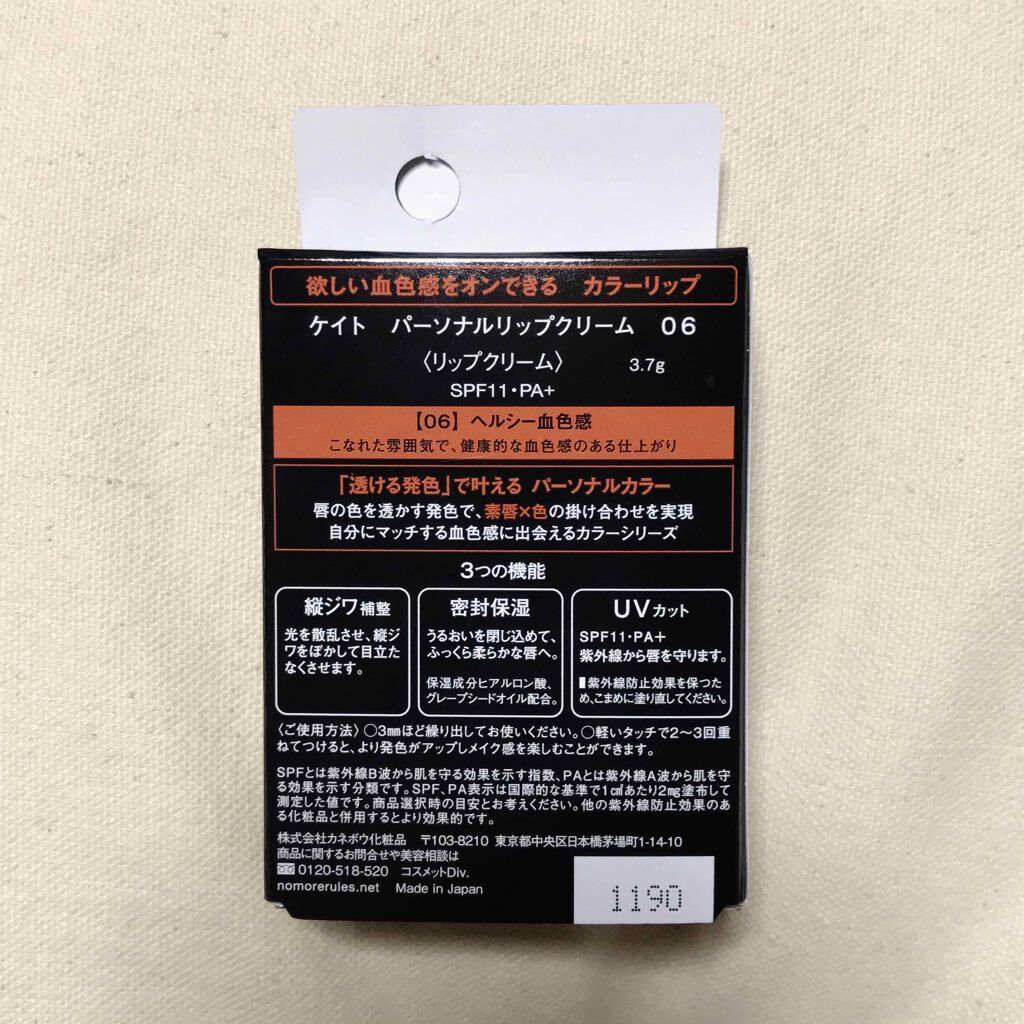 欲しい血色感をオンできる カラーリップ
ケイト パーソナルリップクリーム 06
〈リップクリーム〉 3.7g
SPF11・PA+
【06】ヘルシー血色感
こなれた雰囲気で、健康的な血色感のある仕上がり
「透ける発色」で叶える パーソナルカラー
唇の色を透かす発色で、素唇×色の掛け合わせを実現
自分にマッチする血色感に出会えるカラーシリーズ
3つの機能
縦ジワ補整
光を散乱させ、縦ジ
ワをぼかして目立た
なくさせます。
密封保湿
うるおいを閉じ込めて、
ふっくら柔らかな唇へ。
保湿成分ヒアルロン酸、
グレープシードオイル配合。
UVカット
SPF11・PA+
紫外線から唇を守ります。
■紫外線防止効果を保つた
め、こまめに塗り直してください。
〈ご使用方法〉○3mmほど繰り出してお使いください。○軽いタッチで2～3回重
ねてつけると、より発色がアップしメイク感を楽しむことができます。
SPFとは紫外線B波から肌を守る効果を示す指数、PAとは紫外線A波から肌を守
る効果を示す分類です。SPF、PA表示は国際的な基準で1㎠あたり2mg塗布して
測定した値です。商品選択時の目安とお考えください。他の紫外線防止効果のあ
る化粧品と併用するとより効果的です。
株式会社カネボウ化粧品 〒103-8210 東京都中央区日本橋茅場町1-14-10
商品に関するお問合せや美容相談は
0120-518-520 コスメットDiv.
nomorerules.net Made in Japan
1190